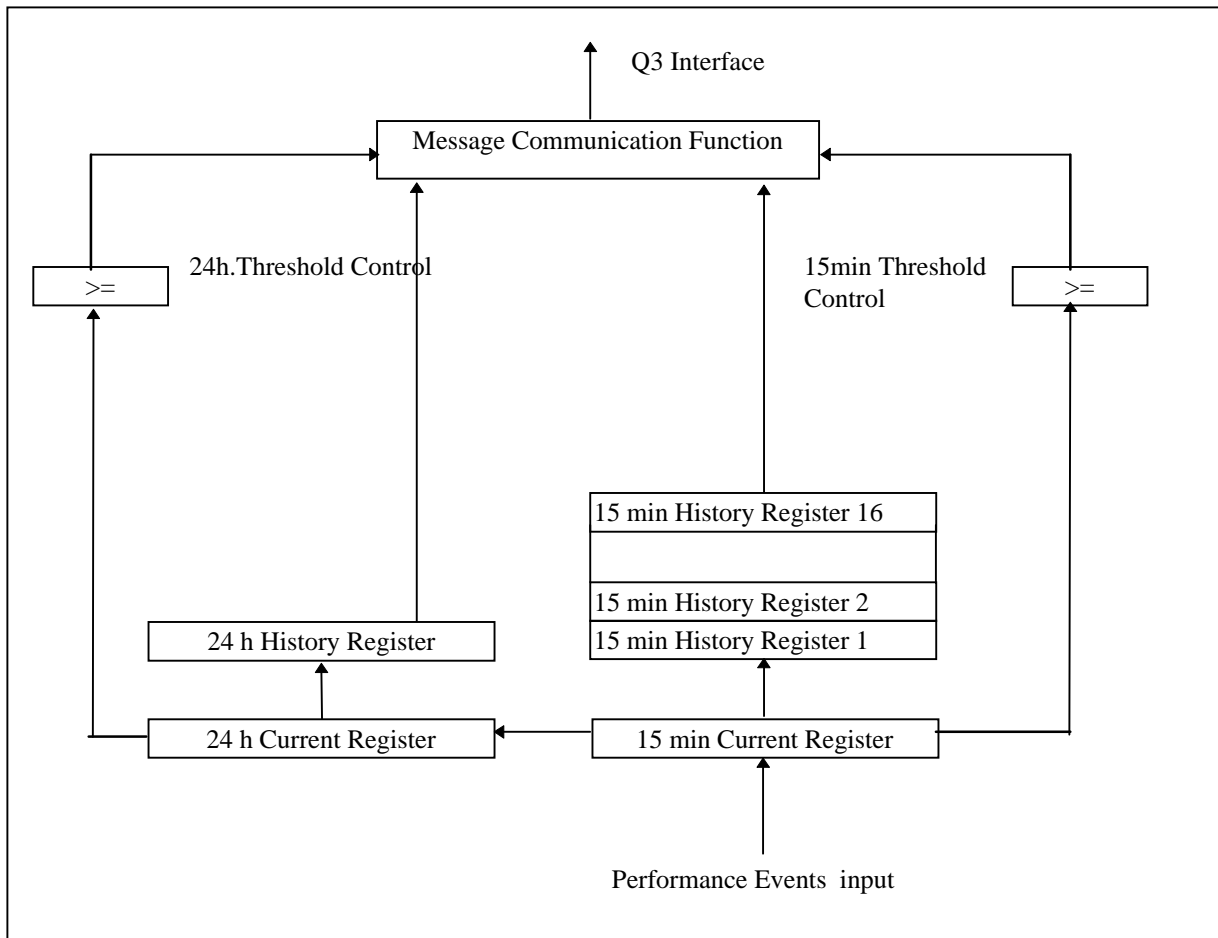 Q3 Interface
Message Communication Function
24h.Threshold Control
15min Threshold
Control
>=
>=
15 min History Register 16
15 min History Register 2
15 min History Register 1
24 h History Register
24 h Current Register
15 min Current Register
Performance Events  input